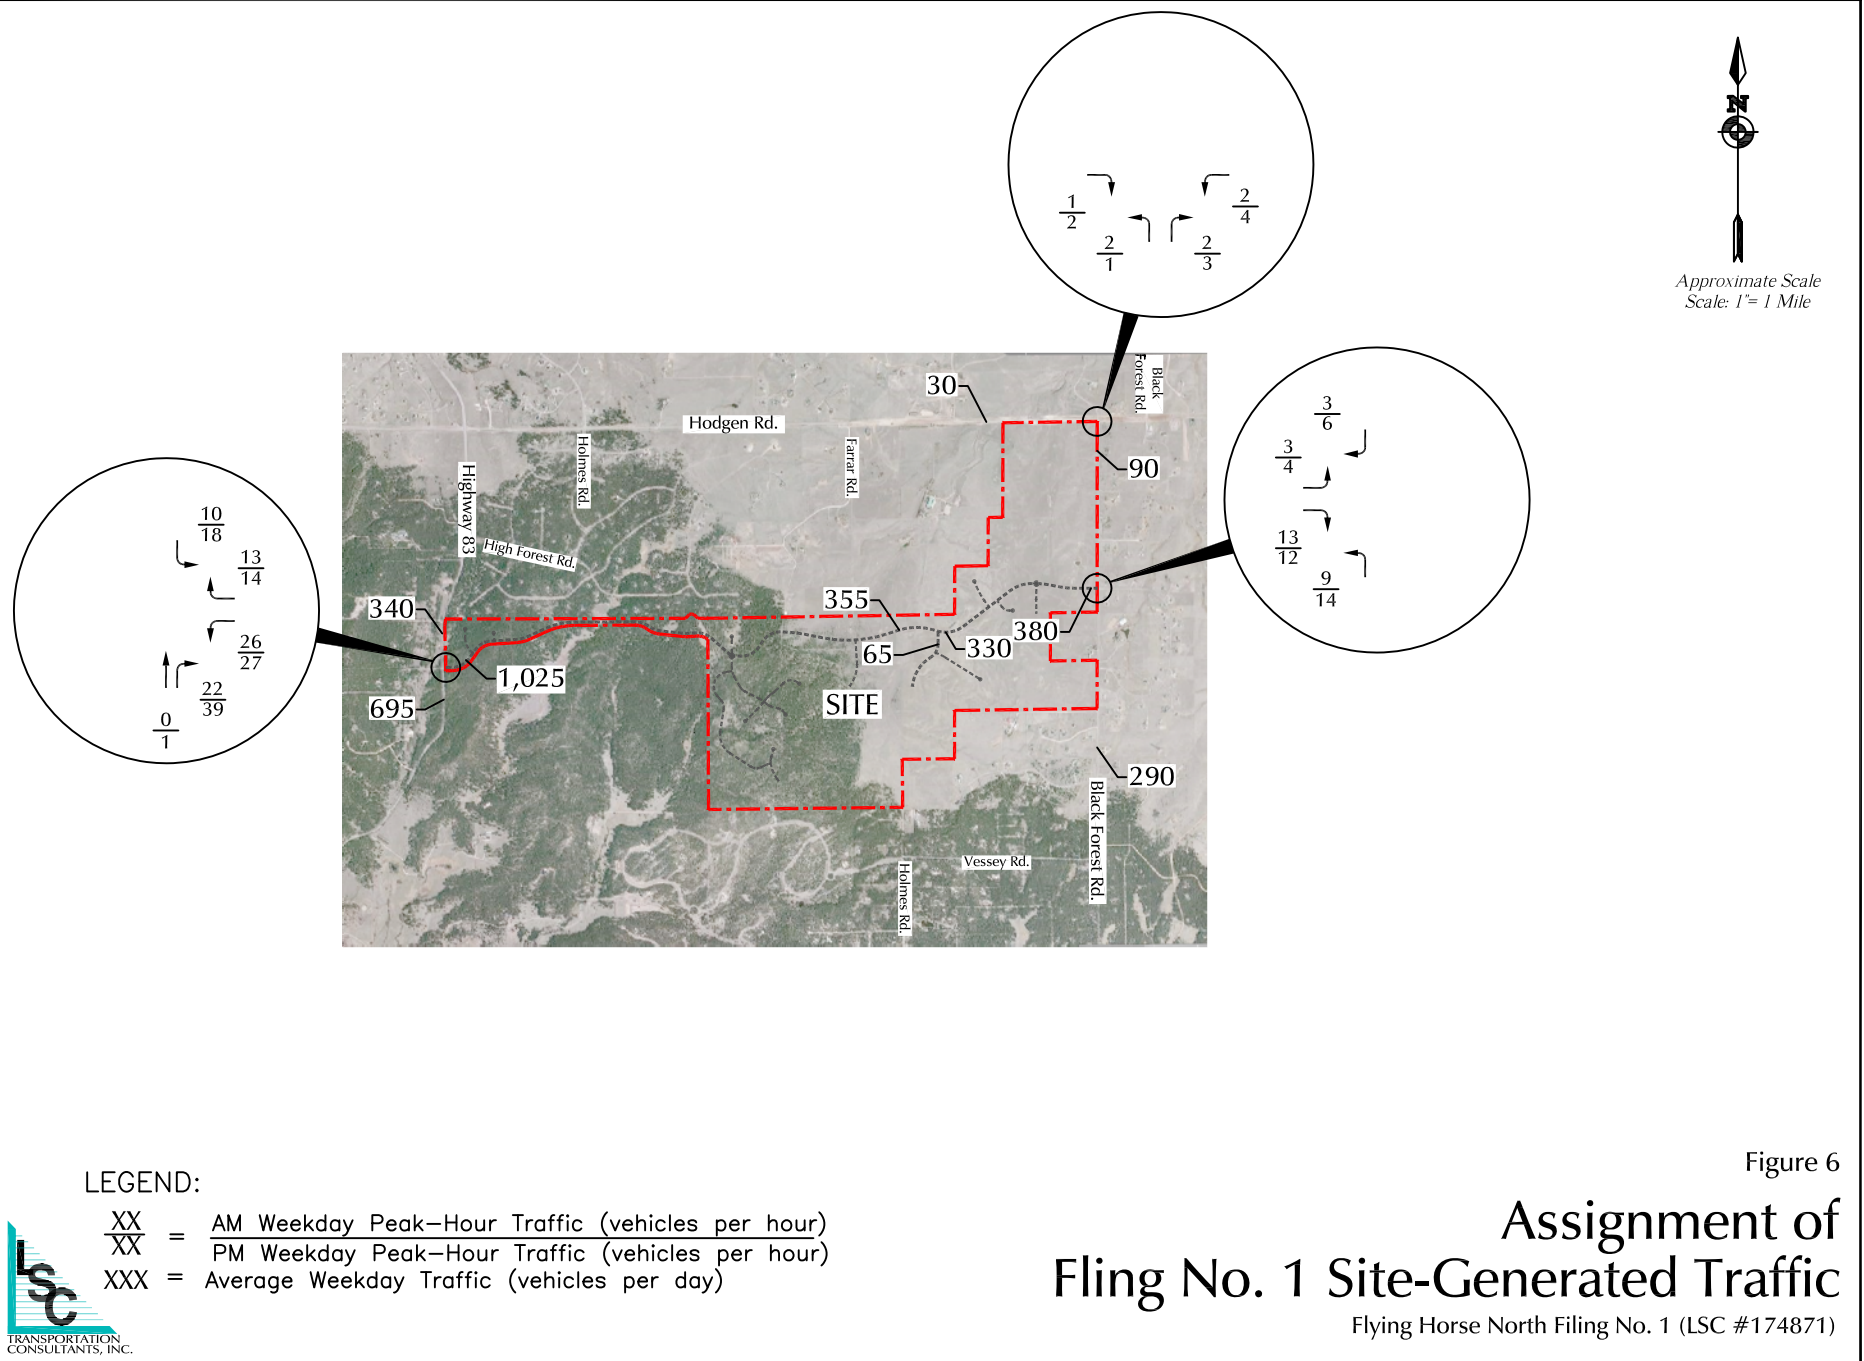 N
Approximate Scale
Scale: 1"= 1 Mile
1
2
2
1
2
3
2
4
Black
Forest Rd.
30
Hodgen Rd.
90
Holmes Rd.
Farrar Rd.
Highway 83
High Forest Rd.
3
6
3
4
13
12
9
14
10
18
13
14
26
27
22
39
0
1
340
355
380
65
330
1,025
695
SITE
290
Black Forest Rd.
Vessey Rd.
Holmes Rd.
Figure 6
Assignment of
Fling No. 1 Site-Generated Traffic
Flying Horse North Filing No. 1 (LSC #174871)
LEGEND:
XX
XX
=
AM Weekday Peak-Hour Traffic (vehicles per hour)
PM Weekday Peak-Hour Traffic (vehicles per hour)
XXX = Average Weekday Traffic (vehicles per day)
LSC
TRANSPORTATION
CONSULTANTS, INC.